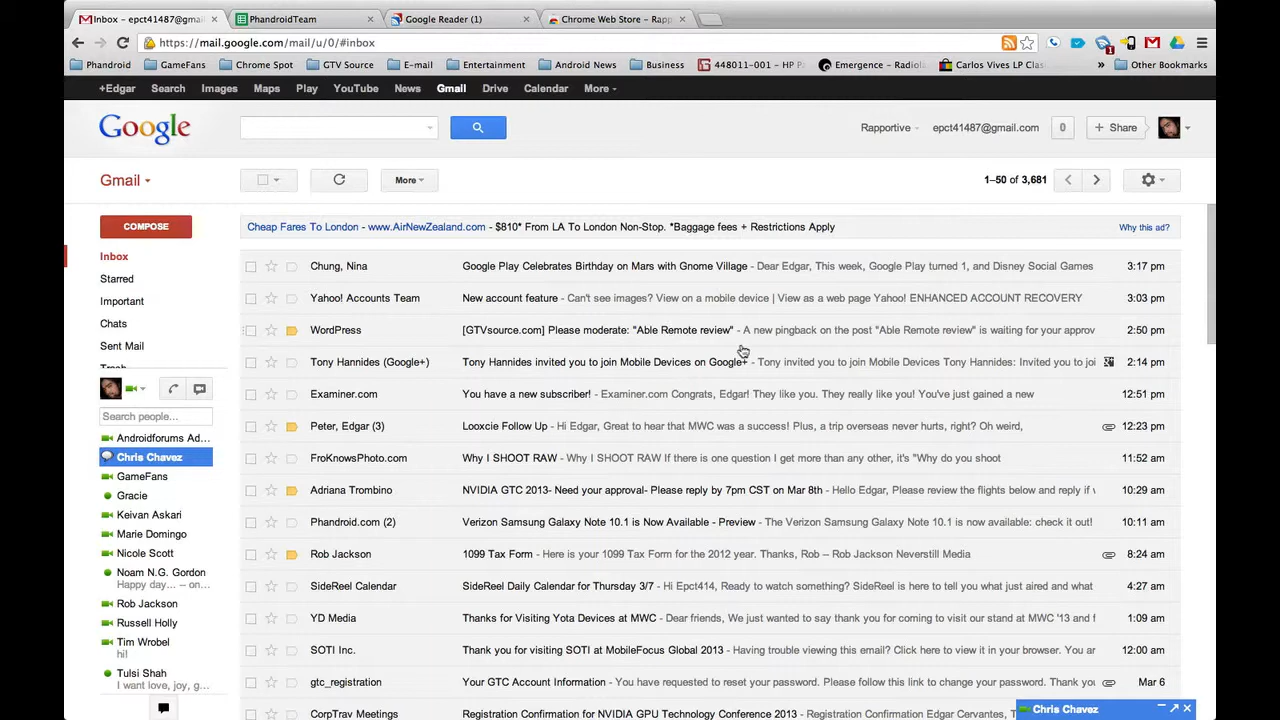 Inbox - epct41487@gmail.
PhandroidTeam
Google Reader (1)
Chrome Web Store - Rapp
https://mail.google.com/mail/u/0/#inbox
1
Phandroid GameFans Chrome Spot GTV Source E-mail Entertainment Android News Business 448011-001 - HP P Emergence - Radiol Carlos Vives LP Clas » Other Bookmarks
+Edgar Search Images Maps Play YouTube News Gmail Drive Calendar More
Google
Rapportive epct41487@gmail.com 0 + Share
Gmail
More
1–50 of 3,681
COMPOSE
Cheap Fares To London - www.AirNewZealand.com - $810* From LA To London Non-Stop. *Baggage fees + Restrictions Apply Why this ad?
Inbox
Starred
Important
Chats
Sent Mail
Trash
Search people...
Androidforums Ad...
Chris Chavez
GameFans
Gracie
Keivan Askari
Marie Domingo
Nicole Scott
Noam N.G. Gordon
Happy day... -- on...
Rob Jackson
Russell Holly
Tim Wrobel
hi!
Tulsi Shah
I want love, joy, g...
Chung, Nina Google Play Celebrates Birthday on Mars with Gnome Village - Dear Edgar, This week, Google Play turned 1, and Disney Social Games 3:17 pm
Yahoo! Accounts Team New account feature - Can't see images? View on a mobile device | View as a web page Yahoo! ENHANCED ACCOUNT RECOVERY 3:03 pm
WordPress [GTVsource.com] Please moderate: "Able Remote review" - A new pingback on the post "Able Remote review" is waiting for your approv 2:50 pm
Tony Hannides (Google+) Tony Hannides invited you to join Mobile Devices on Google+ - Tony invited you to join Mobile Devices Tony Hannides: Invited you to joi 2:14 pm
Examiner.com You have a new subscriber! - Examiner.com Congrats, Edgar! They like you. They really like you! You've just gained a new 12:51 pm
Peter, Edgar (3) Looxcie Follow Up - Hi Edgar, Great to hear that MWC was a success! Plus, a trip overseas never hurts, right? Oh weird, 12:23 pm
FroKnowsPhoto.com Why I SHOOT RAW - Why I SHOOT RAW If there is one question I get more than any other, it's "Why do you shoot 11:52 am
Adriana Trombino NVIDIA GTC 2013- Need your approval- Please reply by 7pm CST on Mar 8th - Hello Edgar, Please review the flights below and reply if v 10:29 am
Phandroid.com (2) Verizon Samsung Galaxy Note 10.1 is Now Available - Preview - The Verizon Samsung Galaxy Note 10.1 is now available: check it out! 10:11 am
Rob Jackson 1099 Tax Form - Here is your 1099 Tax Form for the 2012 year. Thanks, Rob -- Rob Jackson Neverstill Media 8:24 am
SideReel Calendar SideReel Daily Calendar for Thursday 3/7 - Hi Epct414, Ready to watch something? SideReel is here to tell you what just aired and what 4:27 am
YD Media Thanks for Visiting Yota Devices at MWC - Dear friends, We just wanted to say thank you for coming to visit our stand at MWC '13 and f 1:09 am
SOTI Inc. Thank you for visiting SOTI at MobileFocus Global 2013 - Having trouble viewing this email? Click here to view it in your browser. You ar 12:00 am
gtc_registration Your GTC Account Information - You have requested to reset your password. Please follow this link to change your password. Thank you Mar 6
CorpTrav Meetings Registration Confirmation for NVIDIA GPU Technology Conference 2013 - Registration Confirmation Edgar Cervantes, T
Chris Chavez